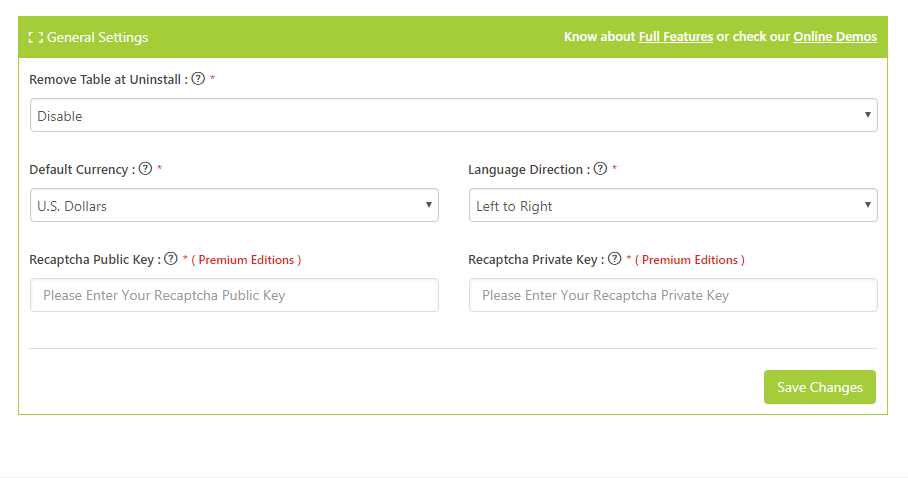 General Settings Know about Full Features or check our Online Demos
Remove Table at Uninstall : ? *
Disable
Default Currency : ? * Language Direction : ? *
U.S. Dollars Left to Right
Recaptcha Public Key : ? * ( Premium Editions ) Recaptcha Private Key : ? * ( Premium Editions )
Please Enter Your Recaptcha Public Key Please Enter Your Recaptcha Private Key
Save Changes